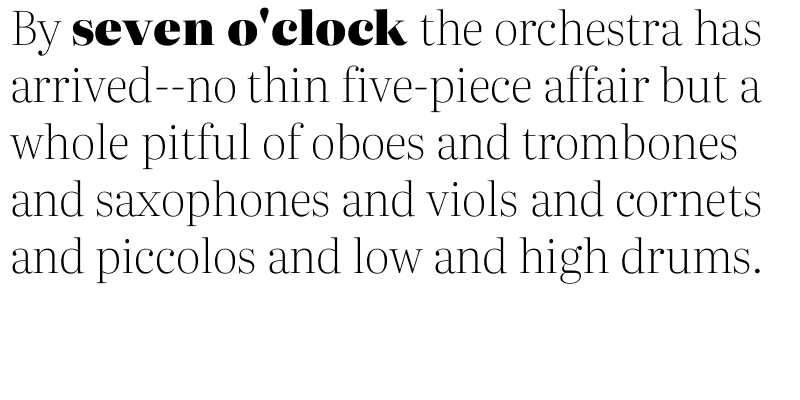 By seven o'clock the orchestra has
arrived--no thin five-piece affair but a
whole pitful of oboes and trombones
and saxophones and viols and cornets
and piccolos and low and high drums.